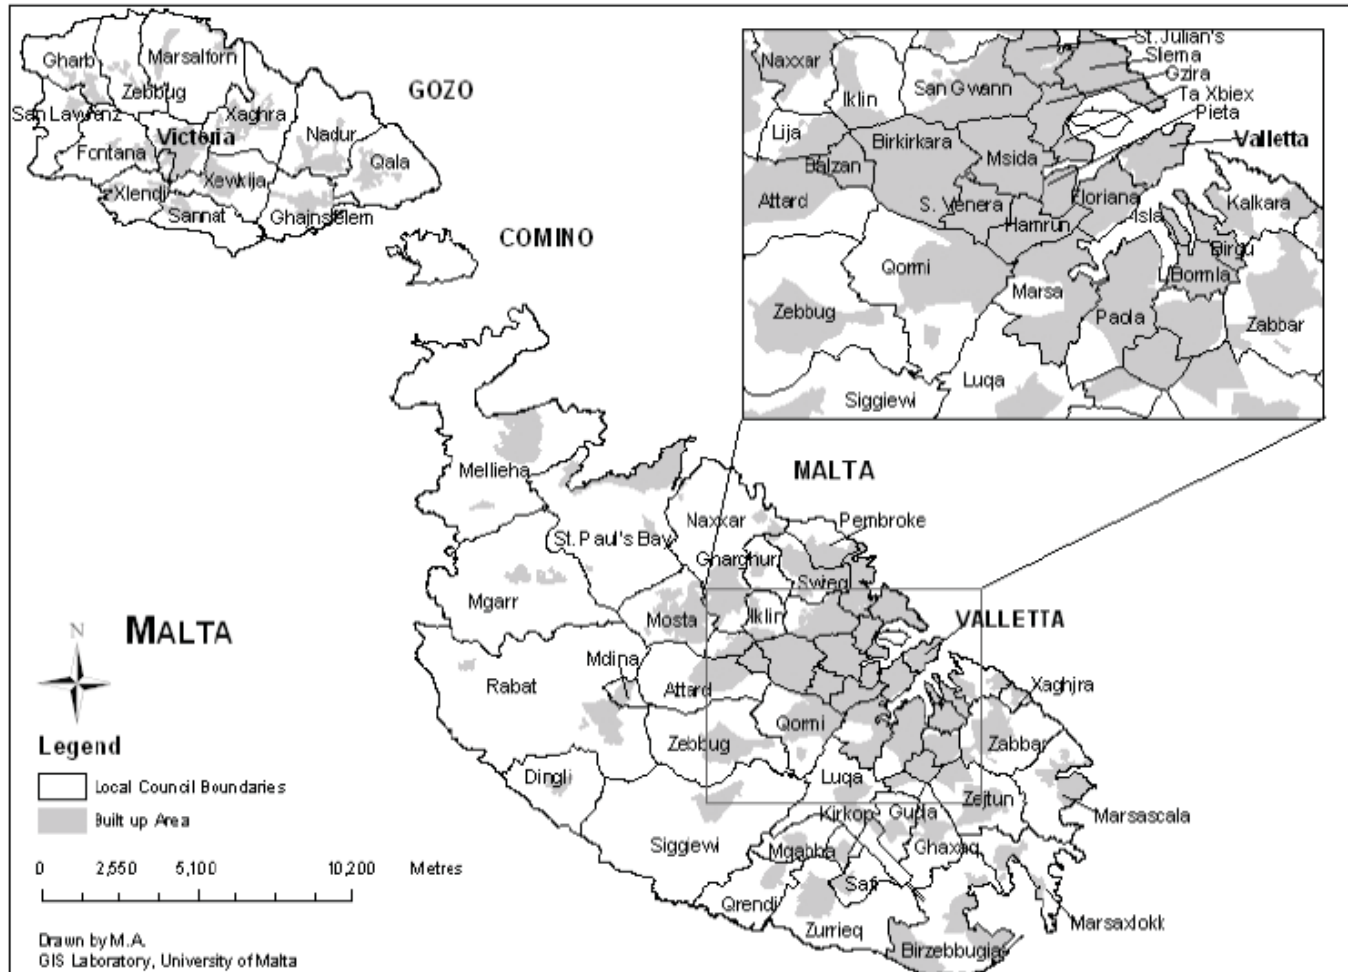 Gharb
Zebbug
Marsalforn
GOZO
San Lawrenz
Victoria
Xaghra
Nadur
Fontana
Qala
Xlendi
Xewkija
Sannat
Ghajnsielem
COMINO
St. Julian's
Sliema
Gzira
Ta Xbiex
Pieta
Valletta
Naxxar
Iklin
San Gwann
Lija
Birkirkara
Msida
Balzan
Attard
S. Venera
Floriana
Kalkara
Isla
Hamrun
Birgu
Qormi
Bormla
Marsa
Zebbug
Paola
Zabbar
Luqa
Siggiewi
MALTA
Mellieha
Naxxar
Pembroke
St. Paul's Bay
Gharghur
Swieqi
Mgarr
Mosta
Iklin
VALLETTA
Mdina
Rabat
Attard
Xaghjra
Qormi
Zebbug
Zabbar
Dingli
Luqa
Zejtun
Marsascala
Kirkop
Gudja
Siggiewi
Mqabba
Ghaxaq
Safi
Qrendi
Marsaxlokk
Zurrieq
Birzebbugia
N
MALTA
Legend
Local Council Boundaries
Built up Area
0 2,550 5,100 10,200 Metres
Drawn by M.A.
GIS Laboratory, University of Malta